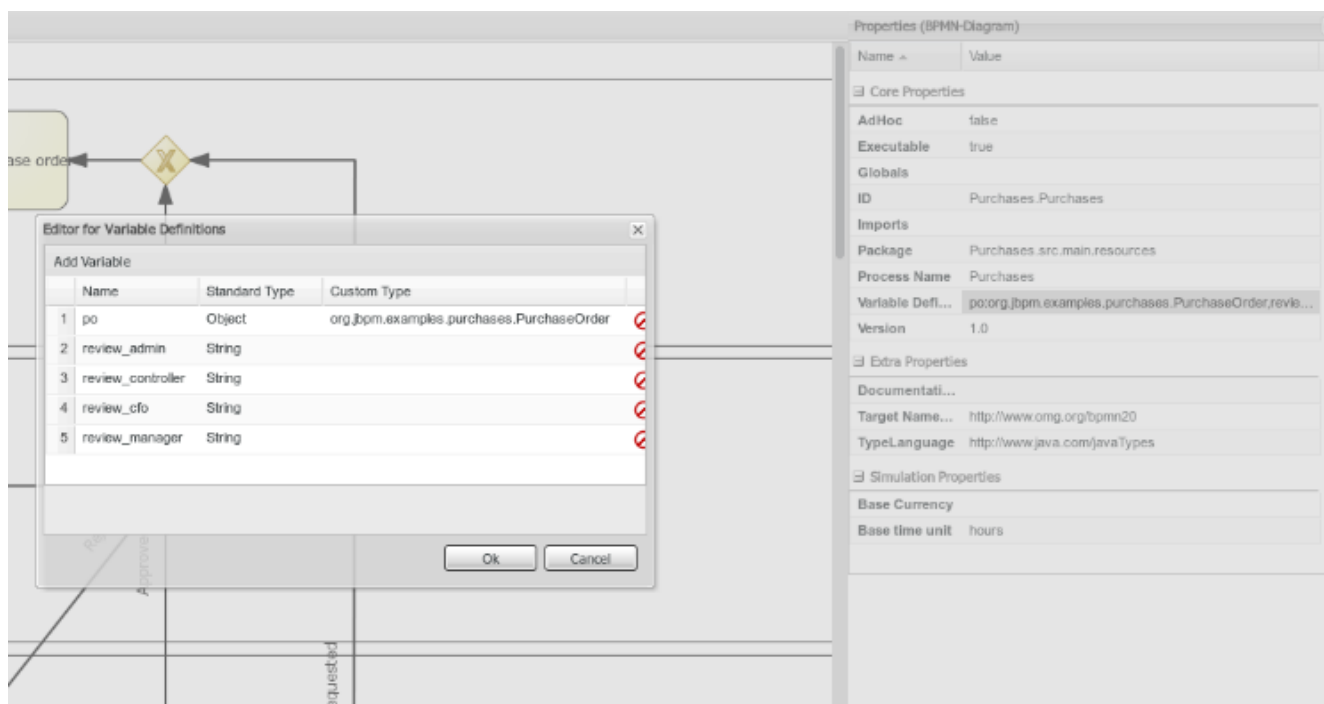 Properties (BPMN-Diagram)
Name Value
Core Properties
AdHoc false
Executable true
Globals
ID Purchases.Purchases
Imports
Package Purchases.src.main.resources
Process Name Purchases
Variable Defi... po:org.jbpm.examples.purchases.PurchaseOrder,revie...
Version 1.0
Extra Properties
Documentati...
Target Name... http://www.omg.org/bpmn20
TypeLanguage http://www.java.com/javaTypes
Simulation Properties
Base Currency
Base time unit hours
ase order
X
Editor for Variable Definitions
Add Variable
Name Standard Type Custom Type
1 po Object org.jbpm.examples.purchases.PurchaseOrder
2 review_admin String
3 review_controller String
4 review_cfo String
5 review_manager String
Ok Cancel
Approve
quested